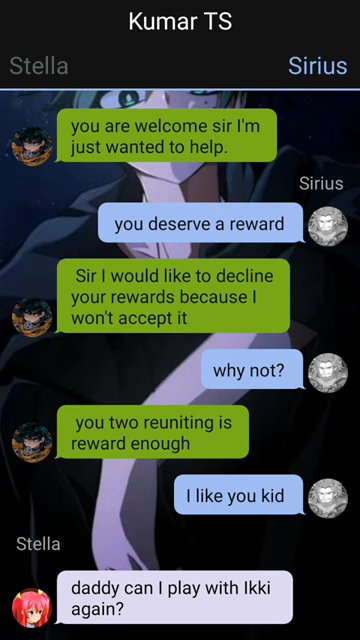 Kumar TS
Stella
Sirius
you are welcome sir I'm
just wanted to help.
Sirius
you deserve a reward
Sir I would like to decline
your rewards because I
won't accept it
why not?
you two reuniting is
reward enough
I like you kid
Stella
daddy can I play with Ikki
again?